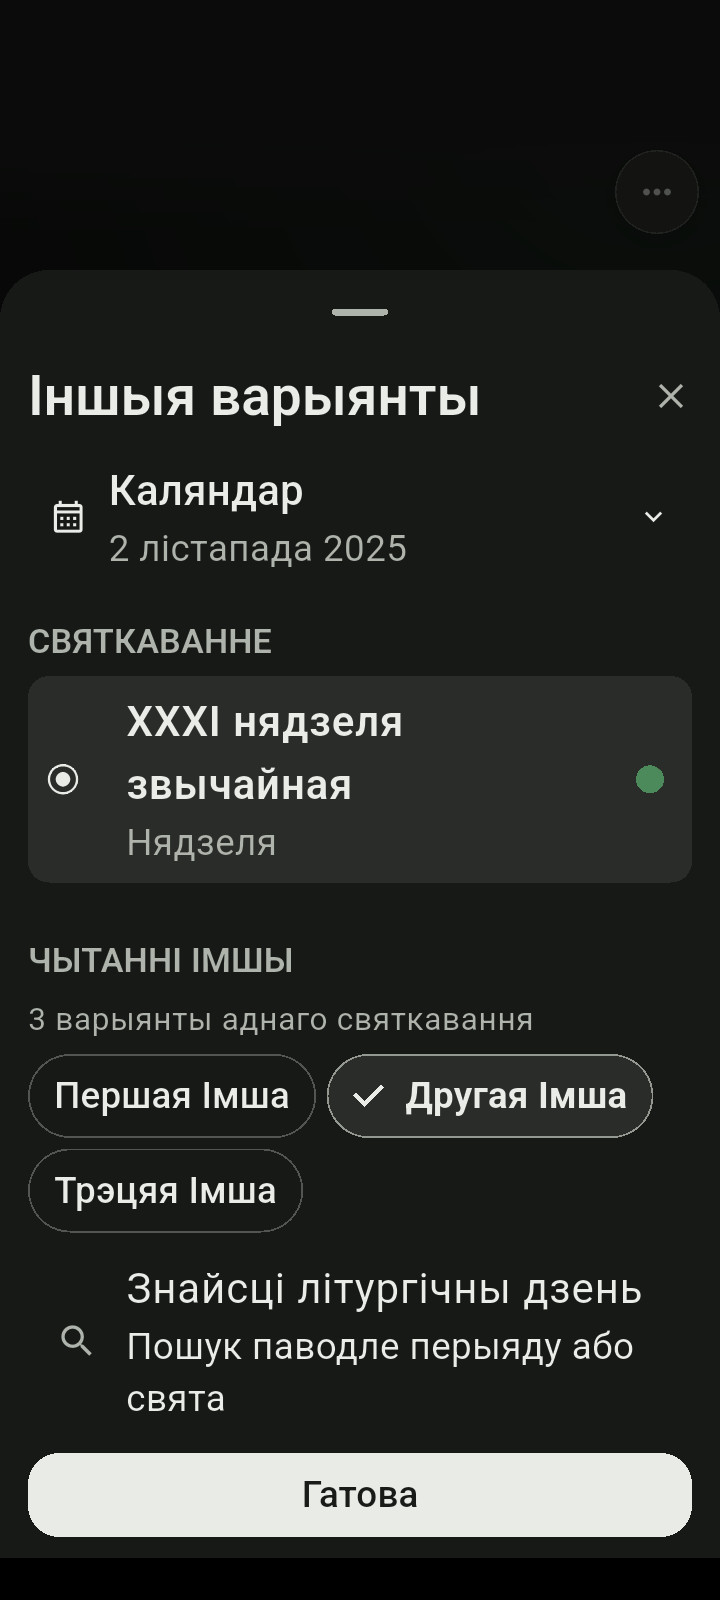 Іншыя варыянты
Каляндар
2 лістапада 2025
СВЯТКАВАННЕ
XXXI нядзеля
звычайная
Нядзеля
ЧЫТАННІ ІМШЫ
3 варыянты аднаго святкавання
Першая Імша
Другая Імша
Трэцяя Імша
Знайсці літургічны дзень
Пошук паводле перыяду або
свята
Гатова